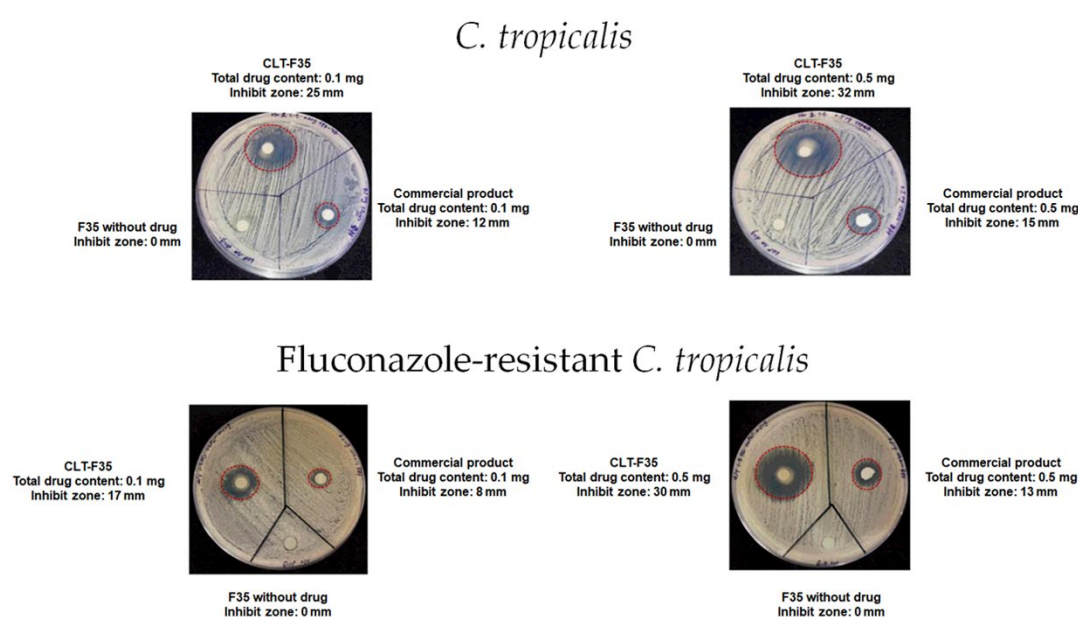 C. tropicalis
CLT-F35
Total drug content: 0.1 mg
Inhibit zone: 25 mm
F35 without drug
Inhibit zone: 0 mm
Commercial product
Total drug content: 0.1 mg
Inhibit zone: 12 mm
CLT-F35
Total drug content: 0.5 mg
Inhibit zone: 32 mm
F35 without drug
Inhibit zone: 0 mm
Commercial product
Total drug content: 0.5 mg
Inhibit zone: 15 mm
Fluconazole-resistant C. tropicalis
CLT-F35
Total drug content: 0.1 mg
Inhibit zone: 17 mm
Commercial product
Total drug content: 0.1 mg
Inhibit zone: 8 mm
F35 without drug
Inhibit zone: 0 mm
CLT-F35
Total drug content: 0.5 mg
Inhibit zone: 30 mm
Commercial product
Total drug content: 0.5 mg
Inhibit zone: 13 mm
F35 without drug
Inhibit zone: 0 mm